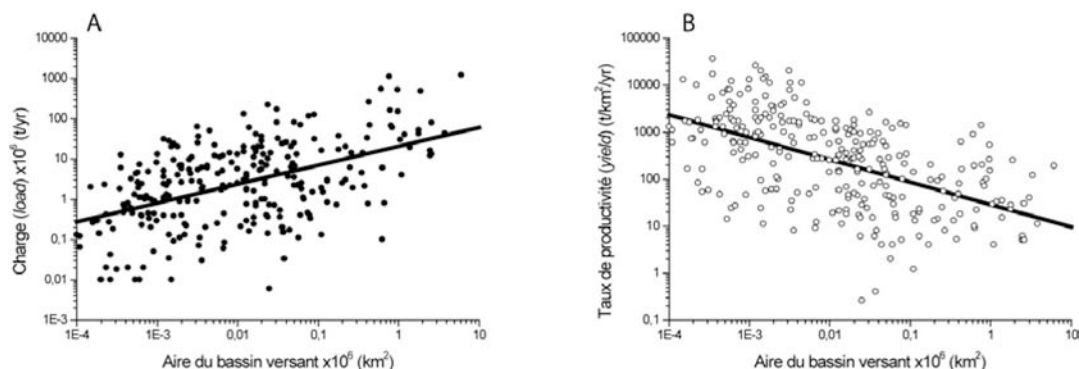 A
10000
1000
100
10
1
0,1
0,01
1E-3
1E-4 1E-3 0,01 0,1 1 10
Charge (load) x10⁶ (t/yr)
Aire du bassin versant x10⁶ (km²)
B
10000
1000
100
10
1
0,1
1E-4 1E-3 0,01 0,1 1 10
Taux de productivité (yield) (t/km²/yr)
Aire du bassin versant x10⁶ (km²)